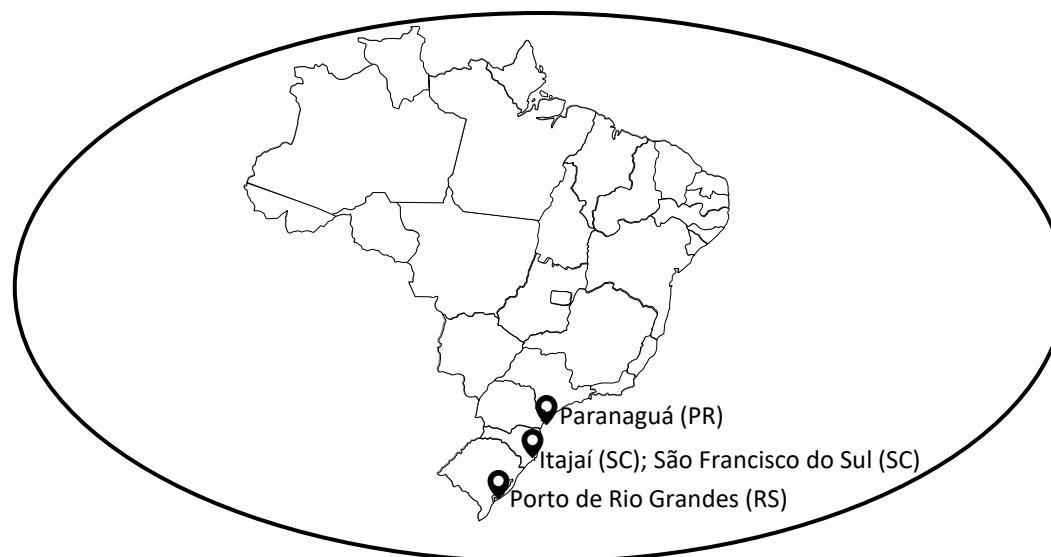 Paranaguá (PR)
Itajaí (SC); São Francisco do Sul (SC)
Porto de Rio Grandes (RS)